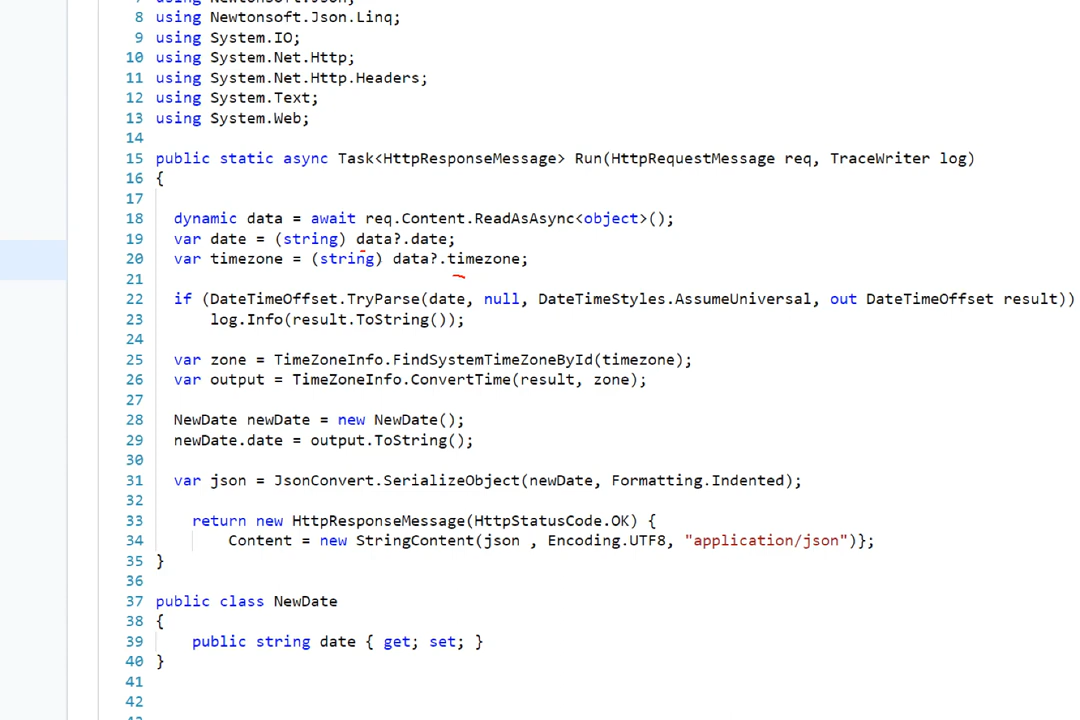 7 using Newtonsoft.Json;
8 using Newtonsoft.Json.Linq;
9 using System.IO;
10 using System.Net.Http;
11 using System.Net.Http.Headers;
12 using System.Text;
13 using System.Web;
14
15 public static async Task<HttpResponseMessage> Run(HttpRequestMessage req, TraceWriter log)
16 {
17
18 dynamic data = await req.Content.ReadAsAsync<object>();
19 var date = (string) data?.date;
20 var timezone = (string) data?.timezone;
21
22 if (DateTimeOffset.TryParse(date, null, DateTimeStyles.AssumeUniversal, out DateTimeOffset result))
23 log.Info(result.ToString());
24
25 var zone = TimeZoneInfo.FindSystemTimeZoneById(timezone);
26 var output = TimeZoneInfo.ConvertTime(result, zone);
27
28 NewDate newDate = new NewDate();
29 newDate.date = output.ToString();
30
31 var json = JsonConvert.SerializeObject(newDate, Formatting.Indented);
32
33 return new HttpResponseMessage(HttpStatusCode.OK) {
34 Content = new StringContent(json , Encoding.UTF8, "application/json")};
35 }
36
37 public class NewDate
38 {
39 public string date { get; set; }
40 }
41
42